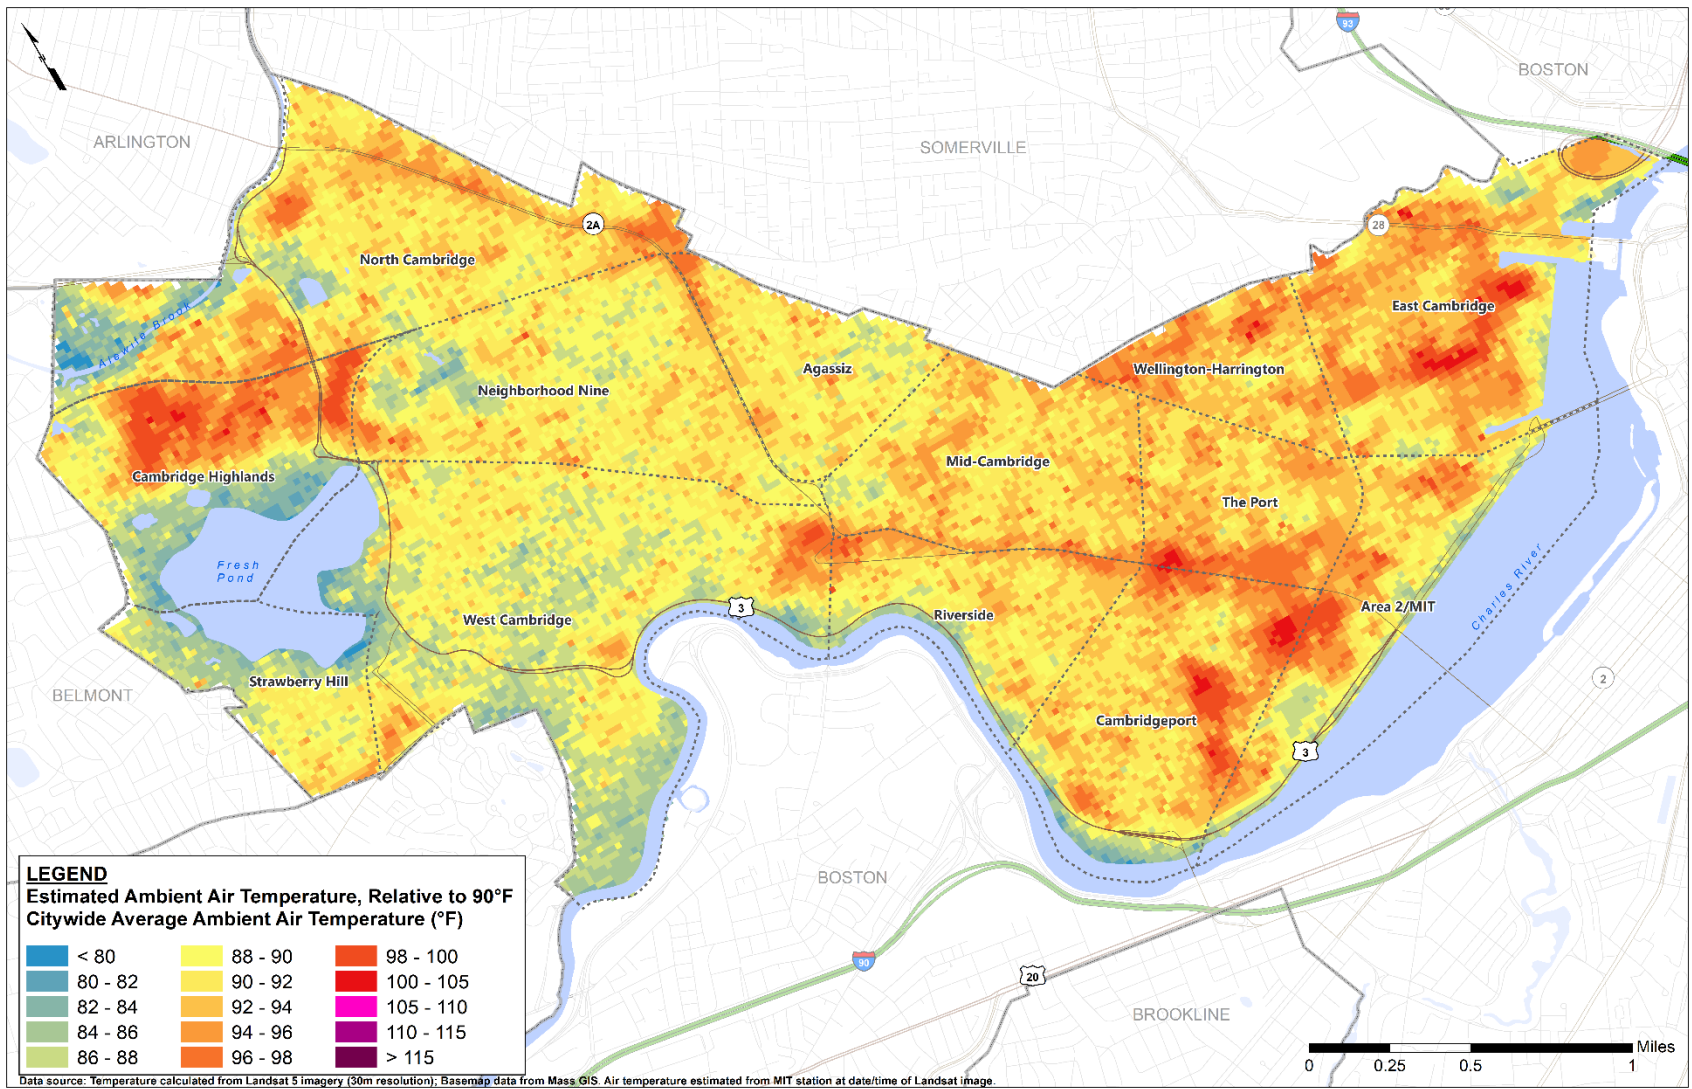 93
BOSTON
N
ARLINGTON
SOMERVILLE
2A
28
North Cambridge
East Cambridge
Alewife Brook
Agassiz
Wellington-Harrington
Neighborhood Nine
Mid-Cambridge
Cambridge Highlands
The Port
Fresh
Pond
Charles River
3
Area 2/MIT
Riverside
West Cambridge
Strawberry Hill
BELMONT
2
Cambridgeport
3
BOSTON
LEGEND
Estimated Ambient Air Temperature, Relative to 90°F
Citywide Average Ambient Air Temperature (°F)
< 80
88 - 90
98 - 100
80 - 82
90 - 92
100 - 105
82 - 84
92 - 94
105 - 110
84 - 86
94 - 96
110 - 115
86 - 88
96 - 98
> 115
90
20
BROOKLINE
Miles
0 0.25 0.5 1
Data source: Temperature calculated from Landsat 5 imagery (30m resolution); Basemap data from Mass GIS. Air temperature estimated from MIT station at date/time of Landsat image.